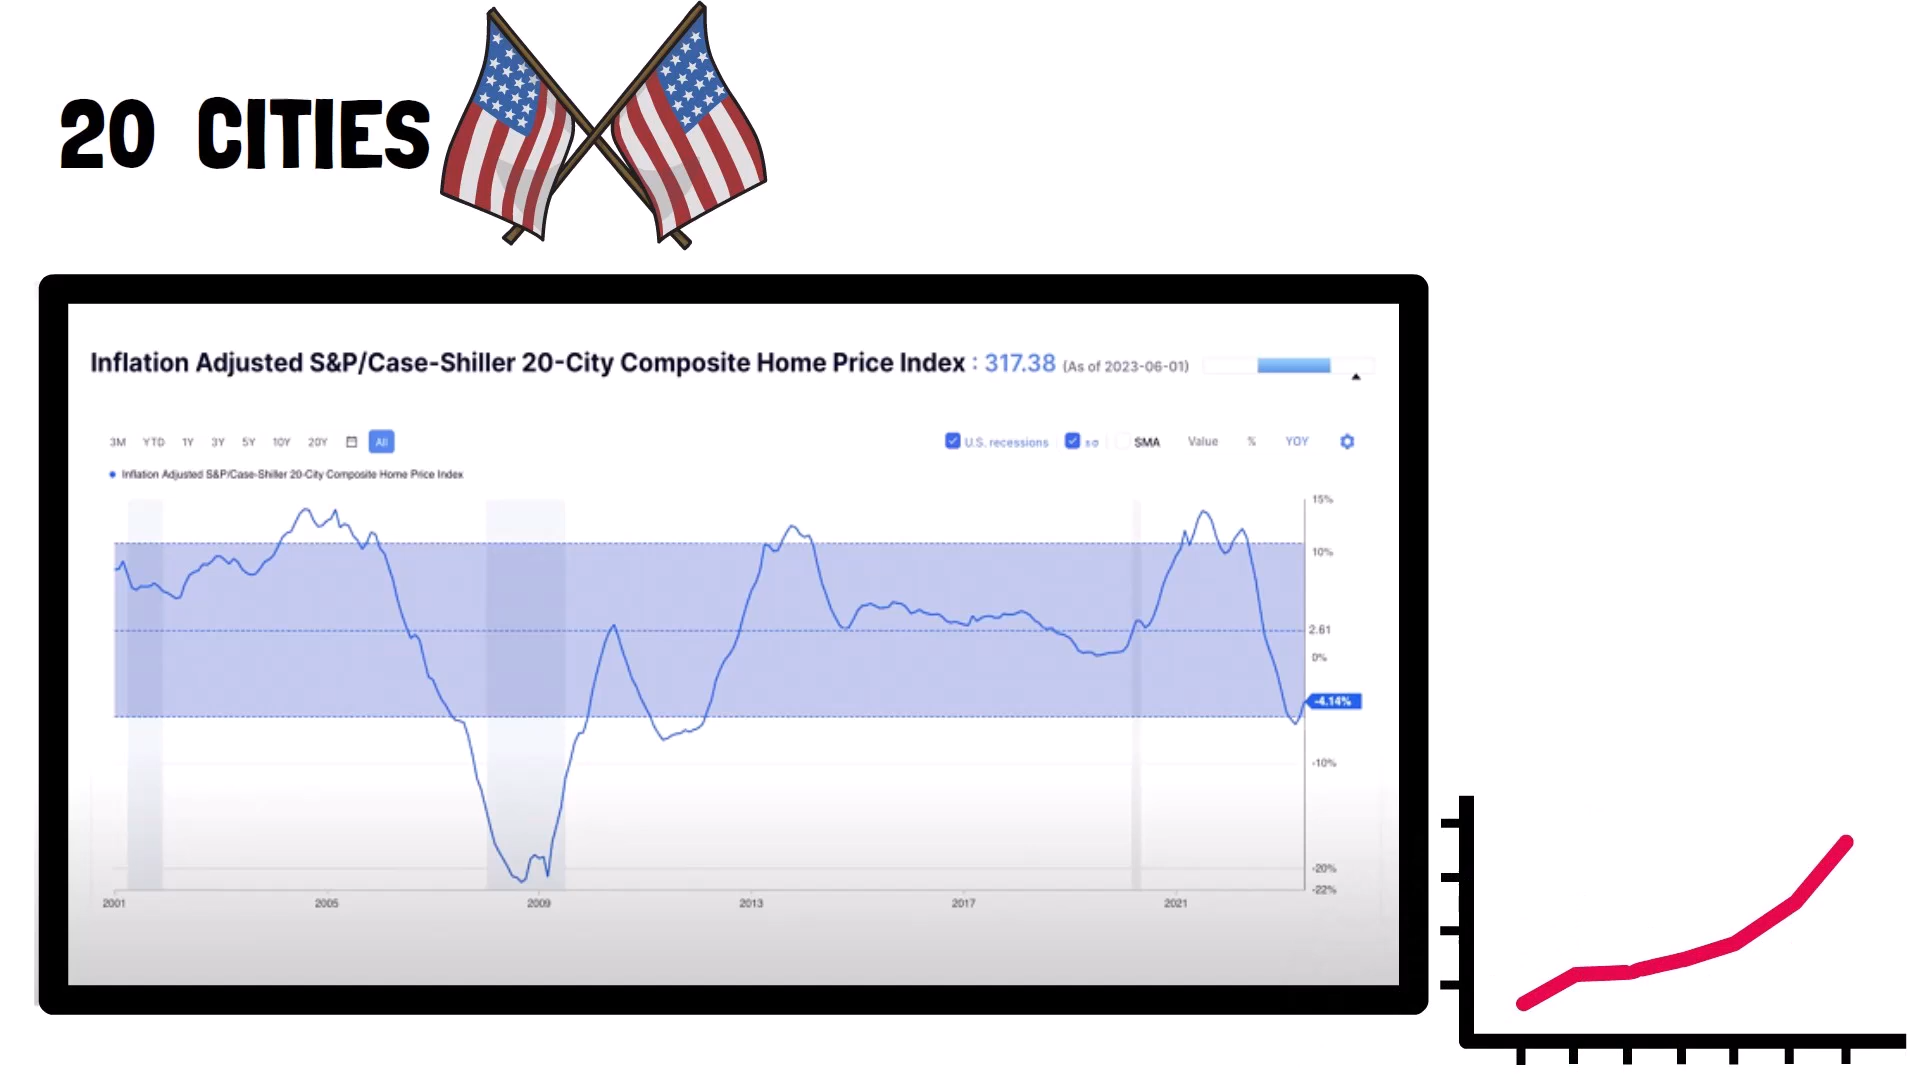 20 CITIES
Inflation Adjusted S&P/Case-Shiller 20-City Composite Home Price Index : 317.38 (As of 2023-06-01)
3M YTD 1Y 3Y 5Y 10Y 20Y All
U.S. recessions ±σ SMA Value % YOY
Inflation Adjusted S&P/Case-Shiller 20-City Composite Home Price Index
15%
10%
2.61
0%
-4.14%
-10%
-20%
-22%
2001 2005 2009 2013 2017 2021